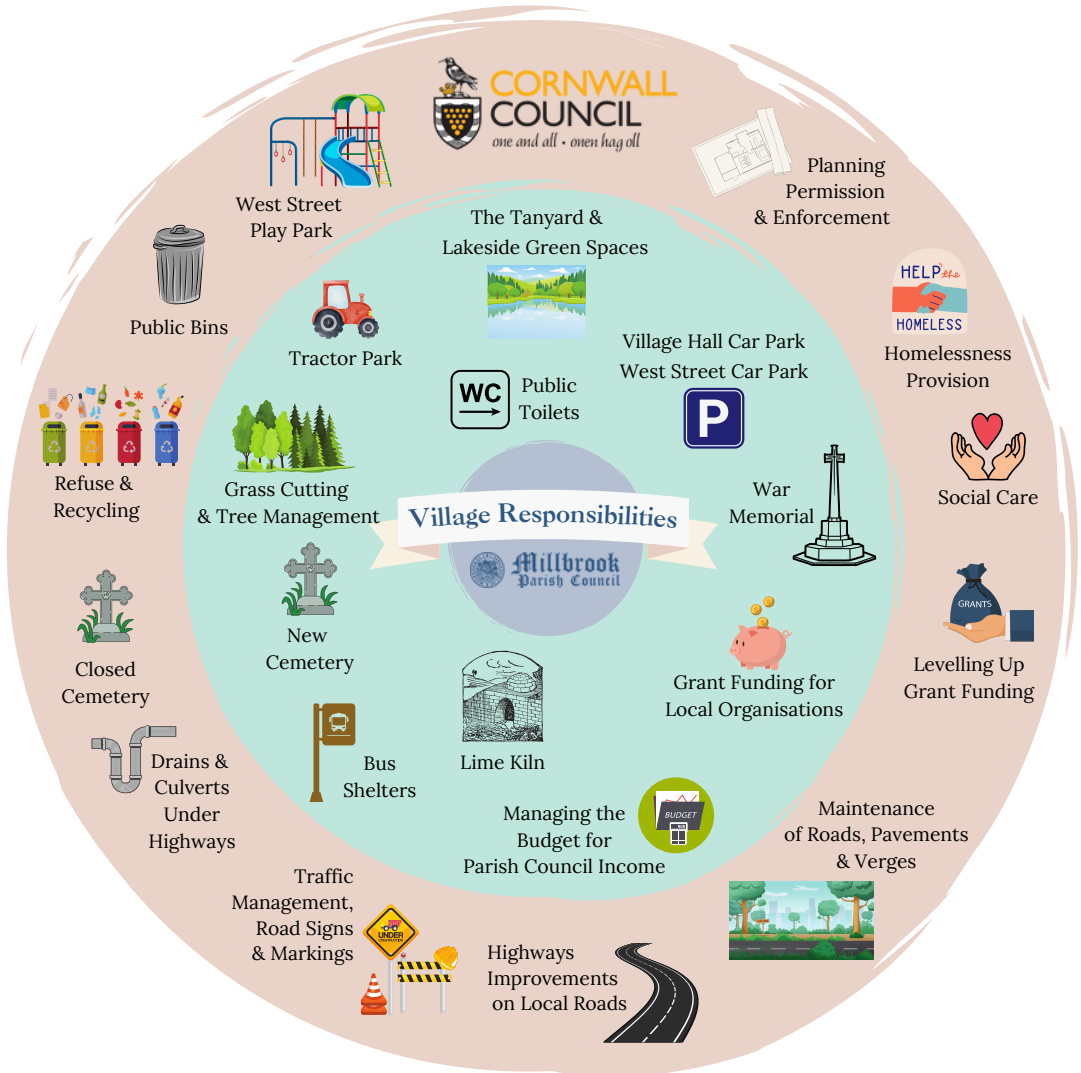 CORNWALL
COUNCIL
one and all • onen hag oll
West Street
Play Park
Planning
Permission
& Enforcement
Public Bins
HELP the
HOMELESS
Homelessness
Provision
Refuse &
Recycling
Social Care
Closed
Cemetery
GRANTS
Levelling Up
Grant Funding
Drains &
Culverts
Under
Highways
Maintenance
of Roads, Pavements
& Verges
Traffic
Management,
Road Signs
& Markings
UNDER
CONSTRUCTION
Highways
Improvements
on Local Roads
The Tanyard &
Lakeside Green Spaces
Tractor Park
Village Hall Car Park
West Street Car Park
P
WC
Public
Toilets
Grass Cutting
& Tree Management
War
Memorial
Village Responsibilities
Millbrook
Parish Council
New
Cemetery
Grant Funding for
Local Organisations
Lime Kiln
Bus
Shelters
Managing the
Budget for
Parish Council Income
BUDGET